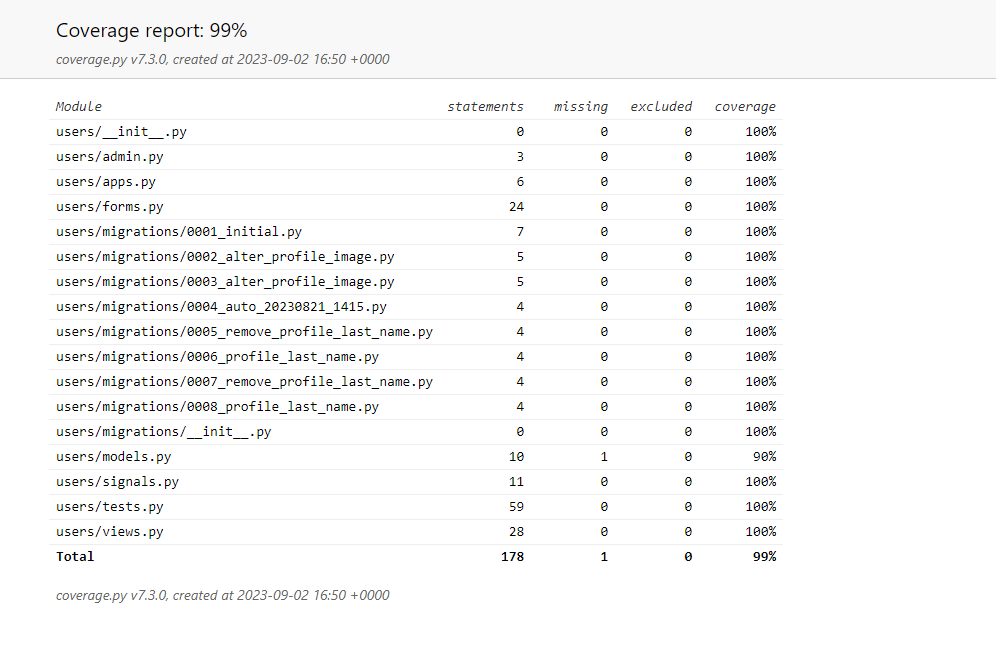 Coverage report: 99%
coverage.py v7.3.0, created at 2023-09-02 16:50 +0000
Module statements missing excluded coverage
users/__init__.py 0 0 0 100%
users/admin.py 3 0 0 100%
users/apps.py 6 0 0 100%
users/forms.py 24 0 0 100%
users/migrations/0001_initial.py 7 0 0 100%
users/migrations/0002_alter_profile_image.py 5 0 0 100%
users/migrations/0003_alter_profile_image.py 5 0 0 100%
users/migrations/0004_auto_20230821_1415.py 4 0 0 100%
users/migrations/0005_remove_profile_last_name.py 4 0 0 100%
users/migrations/0006_profile_last_name.py 4 0 0 100%
users/migrations/0007_remove_profile_last_name.py 4 0 0 100%
users/migrations/0008_profile_last_name.py 4 0 0 100%
users/migrations/__init__.py 0 0 0 100%
users/models.py 10 1 0 90%
users/signals.py 11 0 0 100%
users/tests.py 59 0 0 100%
users/views.py 28 0 0 100%
Total 178 1 0 99%
coverage.py v7.3.0, created at 2023-09-02 16:50 +0000